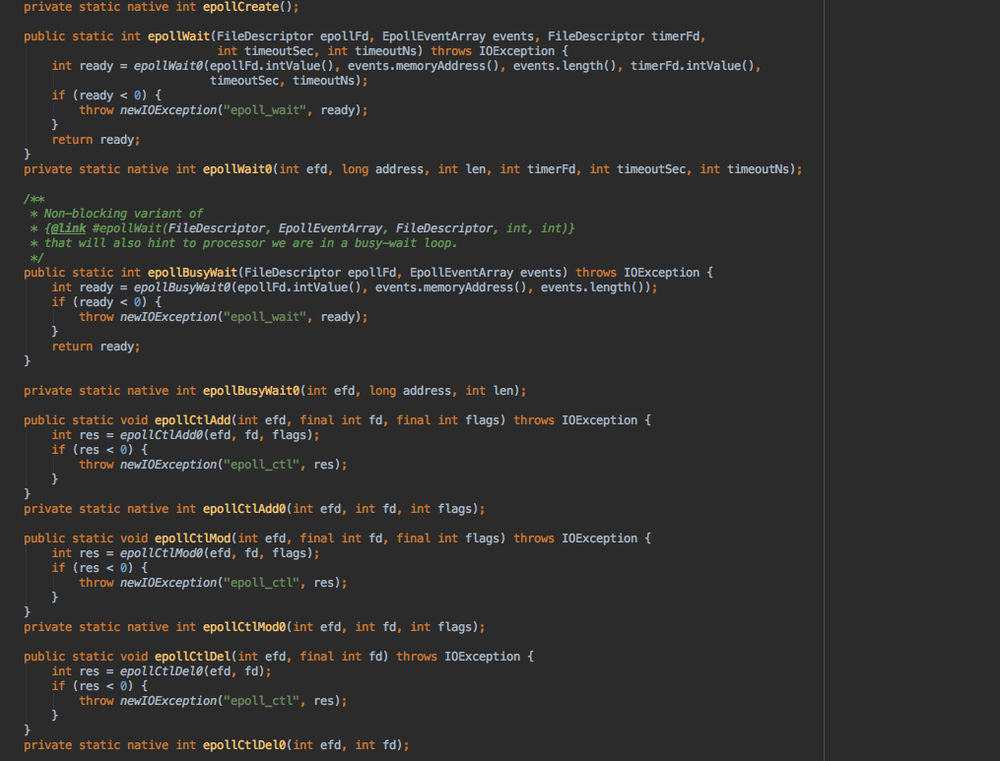 private static native int epollCreate();
public static int epollWait(FileDescriptor epollFd, EpollEventArray events, FileDescriptor timerFd,
                            int timeoutSec, int timeoutNs) throws IOException {
    int ready = epollWait0(epollFd.intValue(), events.memoryAddress(), events.length(), timerFd.intValue(),
                           timeoutSec, timeoutNs);
    if (ready < 0) {
        throw newIOException("epoll_wait", ready);
    }
    return ready;
}
private static native int epollWait0(int efd, long address, int len, int timerFd, int timeoutSec, int timeoutNs);
/**
 * Non-blocking variant of
 * {@link #epollWait(FileDescriptor, EpollEventArray, FileDescriptor, int, int)}
 * that will also hint to processor we are in a busy-wait loop.
 */
public static int epollBusyWait(FileDescriptor epollFd, EpollEventArray events) throws IOException {
    int ready = epollBusyWait0(epollFd.intValue(), events.memoryAddress(), events.length());
    if (ready < 0) {
        throw newIOException("epoll_wait", ready);
    }
    return ready;
}
private static native int epollBusyWait0(int efd, long address, int len);
public static void epollCtlAdd(int efd, final int fd, final int flags) throws IOException {
    int res = epollCtlAdd0(efd, fd, flags);
    if (res < 0) {
        throw newIOException("epoll_ctl", res);
    }
}
private static native int epollCtlAdd0(int efd, int fd, int flags);
public static void epollCtlMod(int efd, final int fd, final int flags) throws IOException {
    int res = epollCtlMod0(efd, fd, flags);
    if (res < 0) {
        throw newIOException("epoll_ctl", res);
    }
}
private static native int epollCtlMod0(int efd, int fd, int flags);
public static void epollCtlDel(int efd, final int fd) throws IOException {
    int res = epollCtlDel0(efd, fd);
    if (res < 0) {
        throw newIOException("epoll_ctl", res);
    }
}
private static native int epollCtlDel0(int efd, int fd);